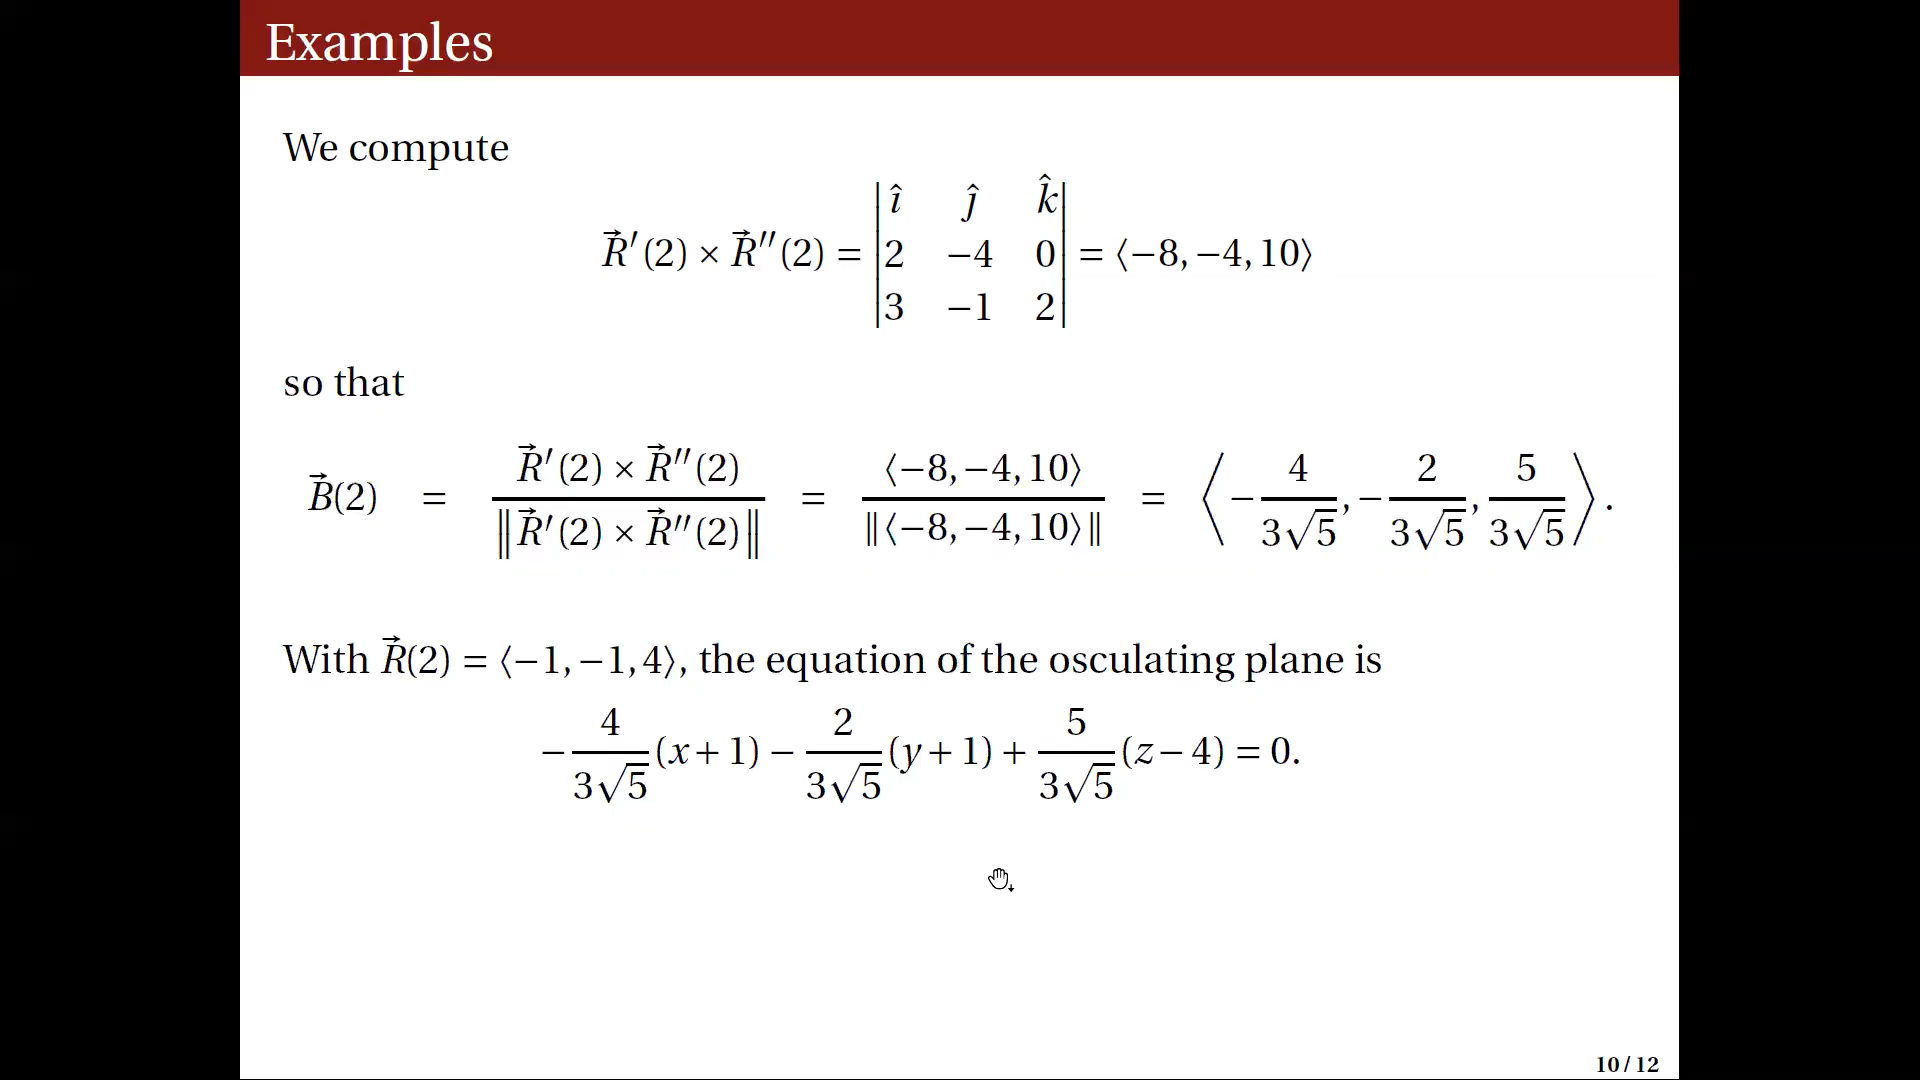 Examples
We compute
R⃗′(2) × R⃗″(2) = |î ĵ k̂; 2 −4 0; 3 −1 2| = ⟨−8, −4, 10⟩
so that
B⃗(2) = (R⃗′(2) × R⃗″(2)) / ‖R⃗′(2) × R⃗″(2)‖ = ⟨−8, −4, 10⟩ / ‖⟨−8, −4, 10⟩‖ = ⟨−4/(3√5), −2/(3√5), 5/(3√5)⟩.
With R⃗(2) = ⟨−1, −1, 4⟩, the equation of the osculating plane is
−4/(3√5) (x + 1) − 2/(3√5) (y + 1) + 5/(3√5) (z − 4) = 0.
10 / 12